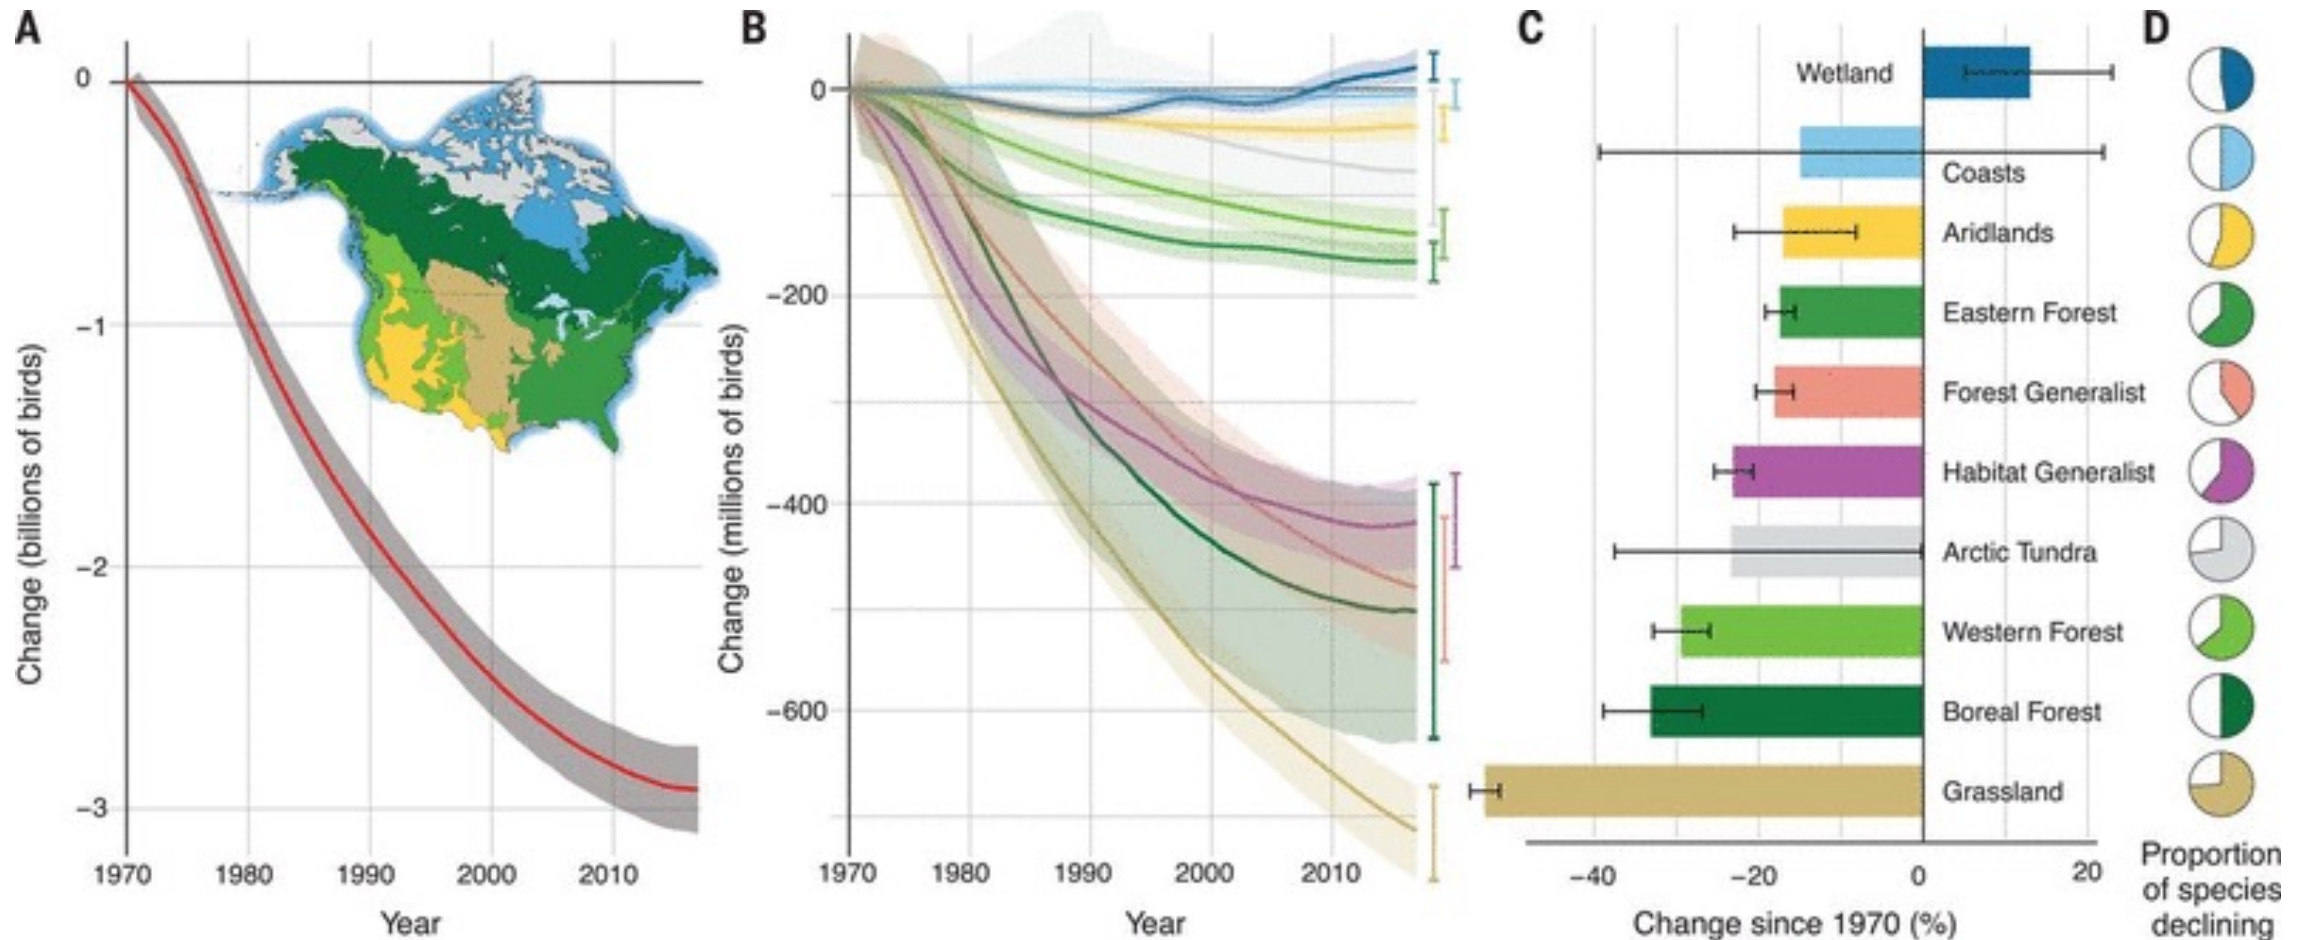 A
0
−1
−2
−3
Change (billions of birds)
1970 1980 1990 2000 2010
Year
B
0
−200
−400
−600
Change (millions of birds)
1970 1980 1990 2000 2010
Year
C
Wetland
Coasts
Aridlands
Eastern Forest
Forest Generalist
Habitat Generalist
Arctic Tundra
Western Forest
Boreal Forest
Grassland
−40 −20 0 20
Change since 1970 (%)
D
Proportion
of species
declining